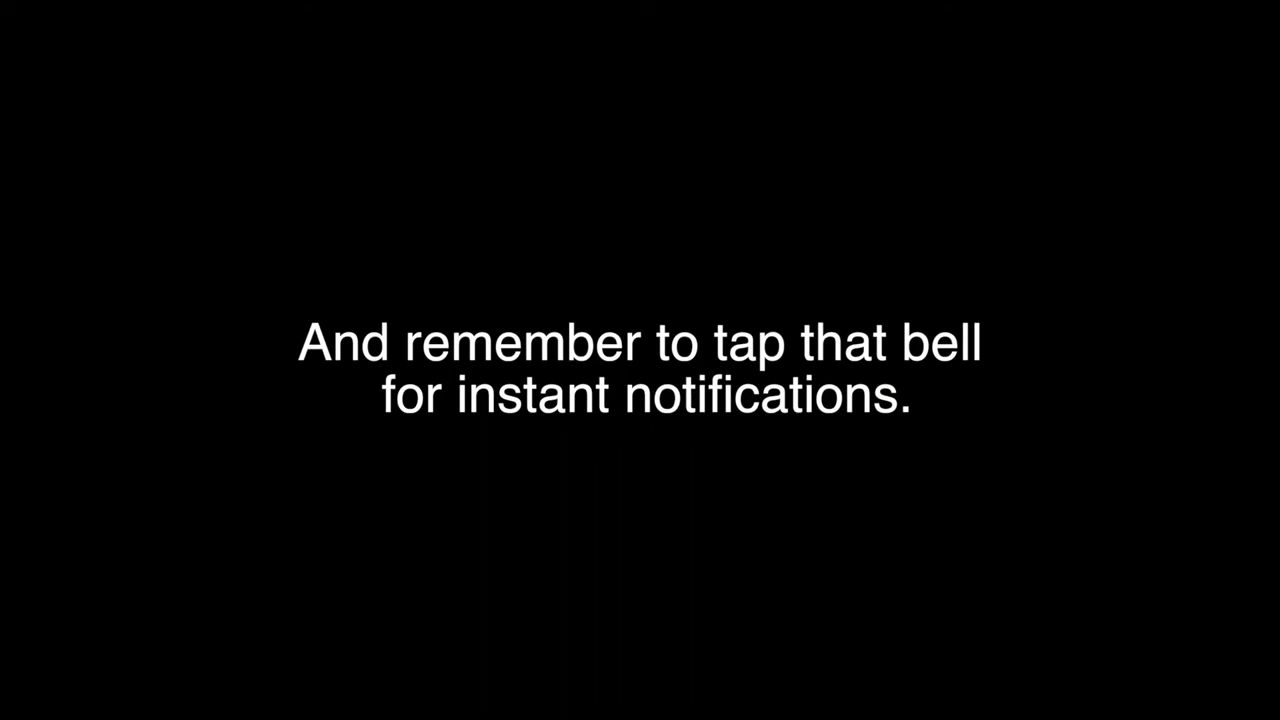 And remember to tap that bell
for instant notifications.